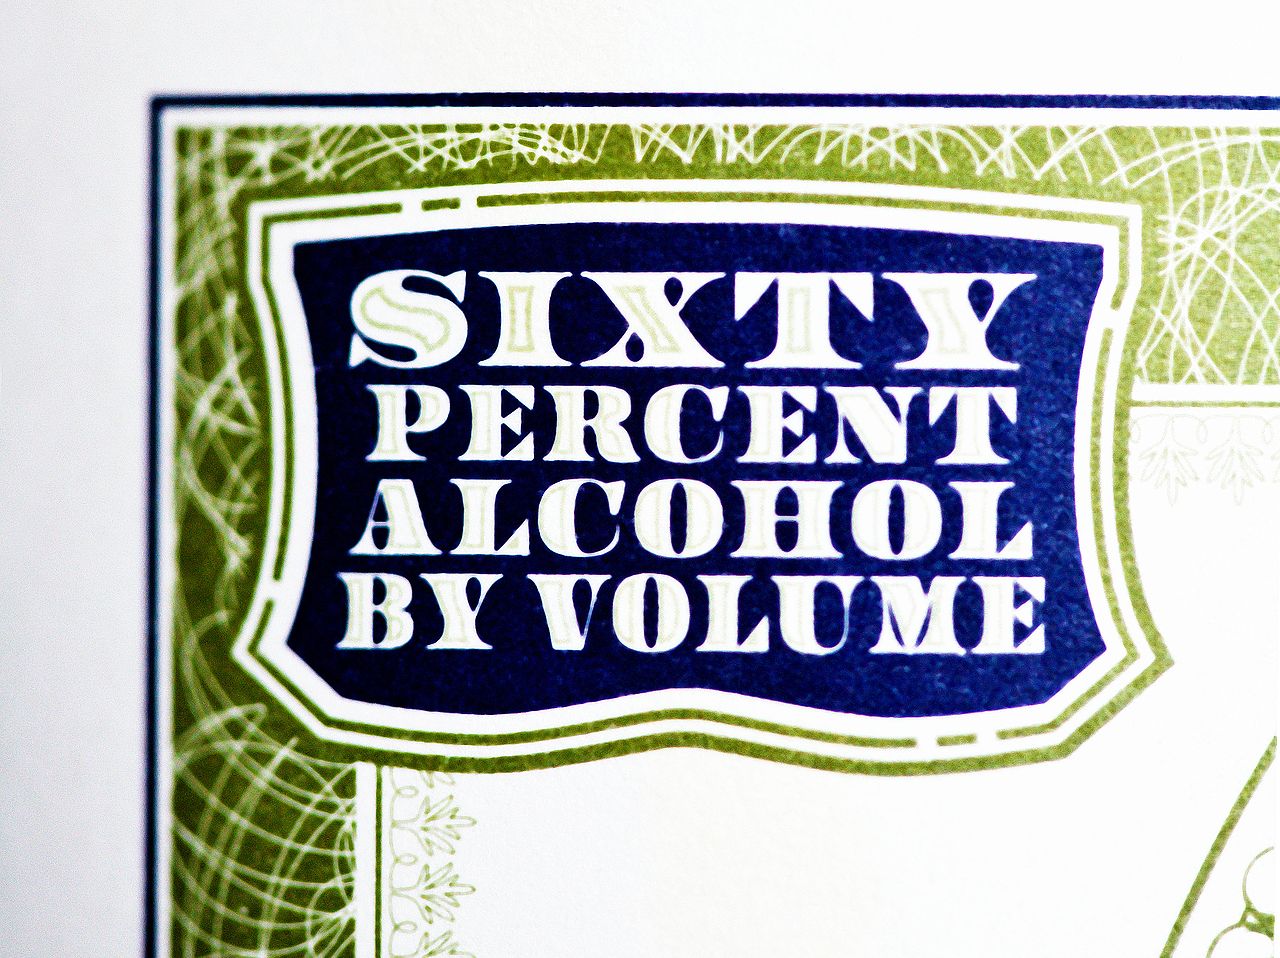 SIXTY
PERCENT
ALCOHOL
BY VOLUME